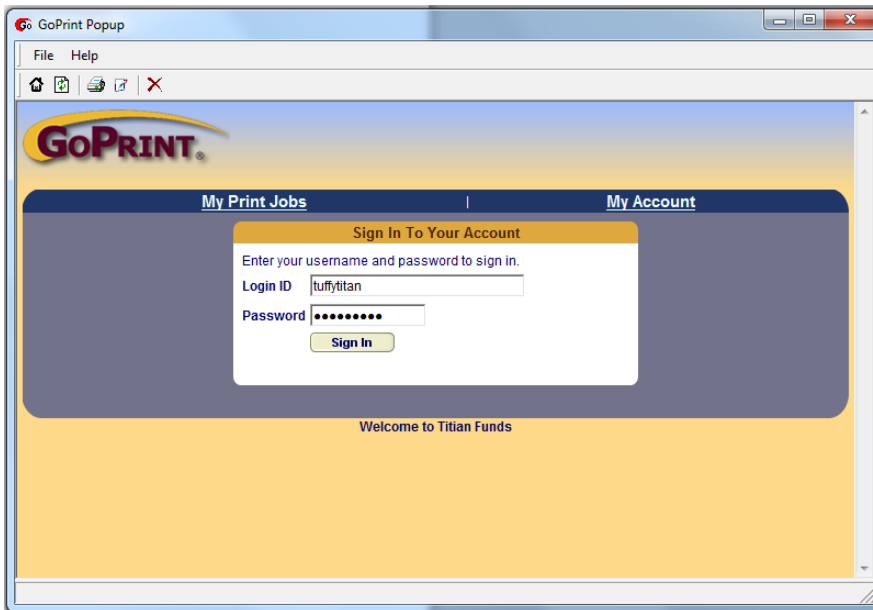 Go GoPrint Popup
File Help
GOPRINT®
My Print Jobs | My Account
Sign In To Your Account
Enter your username and password to sign in.
Login ID tuffytitan
Password •••••••••
Sign In
Welcome to Titian Funds